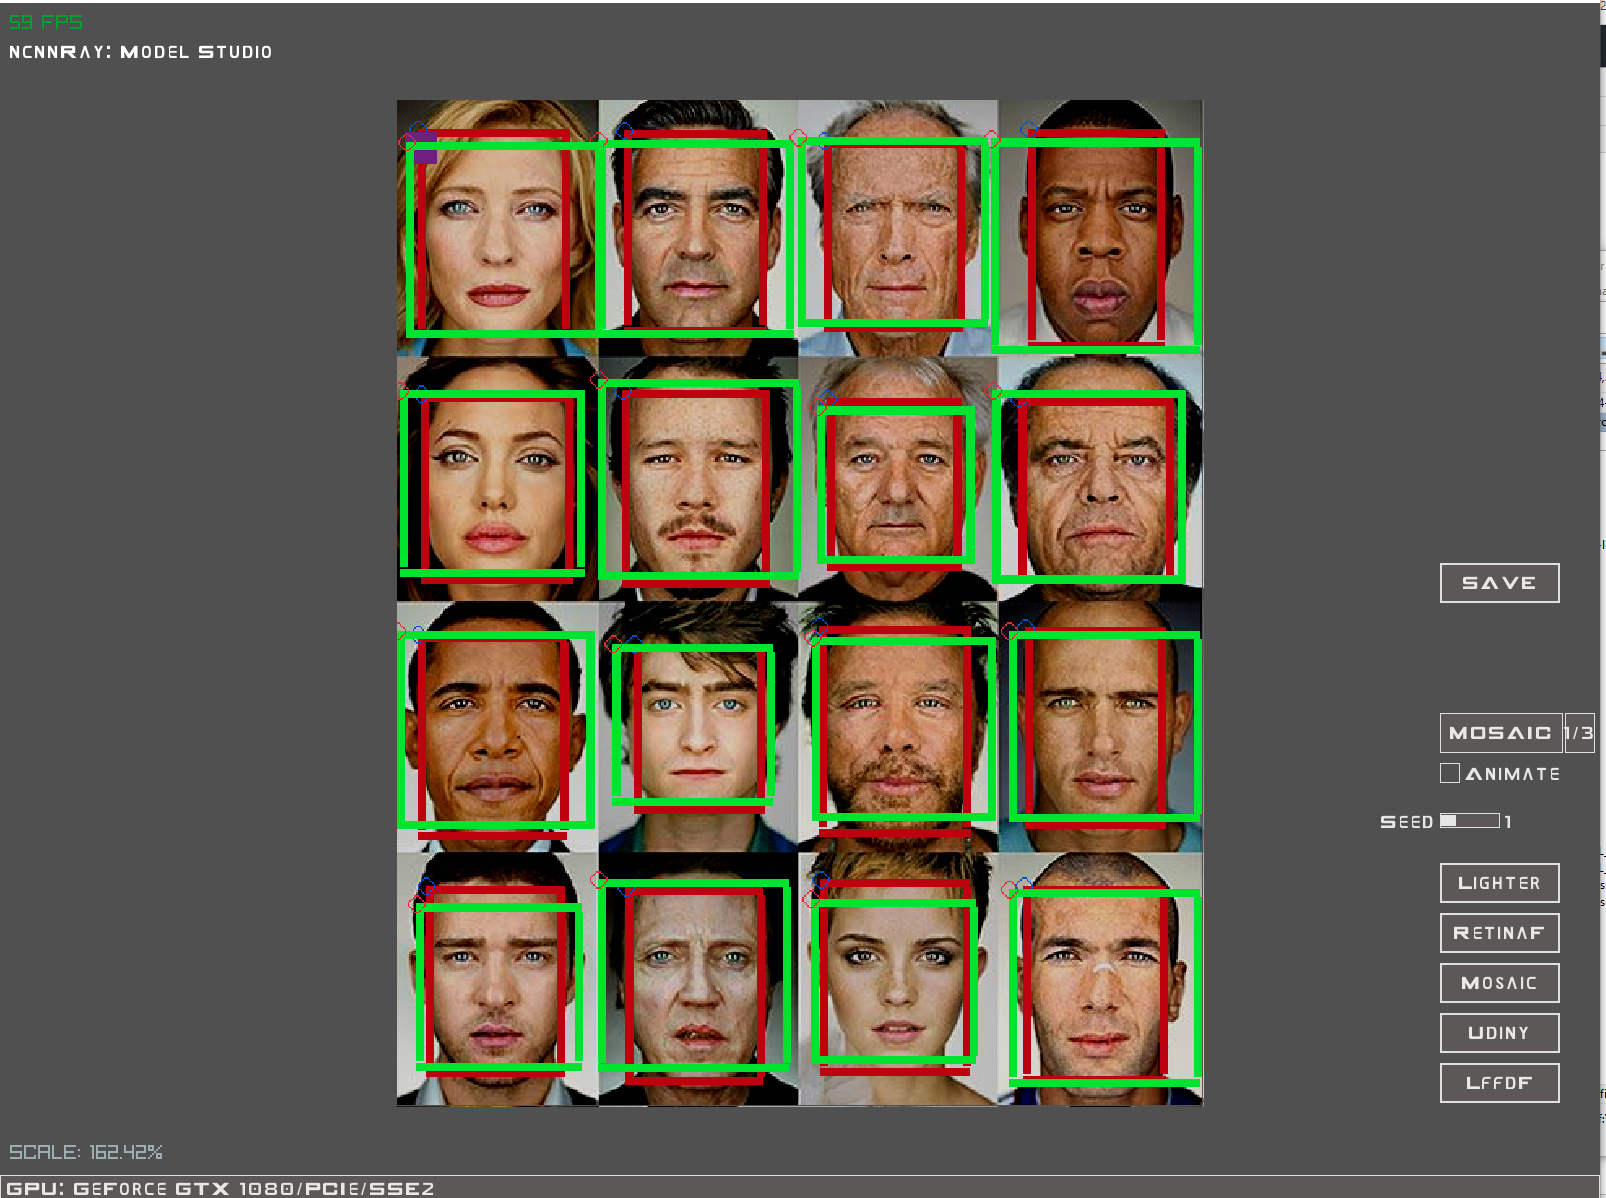 59 FPS
NCNNRAY: MODEL STUDIO
SAVE
MOSAIC 1/3
ANIMATE
SEED 1
LIGHTER
RETINAF
MOSAIC
UDINY
LFFDF
SCALE: 162.42%
GPU: GEFORCE GTX 1080/PCIE/SSE2